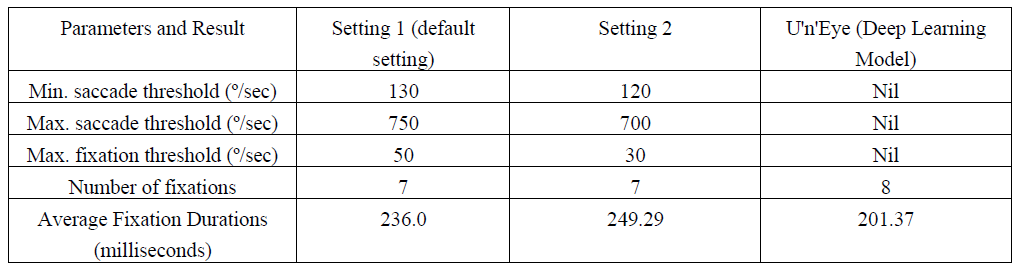 Parameters and Result Setting 1 (default setting) Setting 2 U'n'Eye (Deep Learning Model)
Min. saccade threshold (º/sec) 130 120 Nil
Max. saccade threshold (º/sec) 750 700 Nil
Max. fixation threshold (º/sec) 50 30 Nil
Number of fixations 7 7 8
Average Fixation Durations (milliseconds) 236.0 249.29 201.37